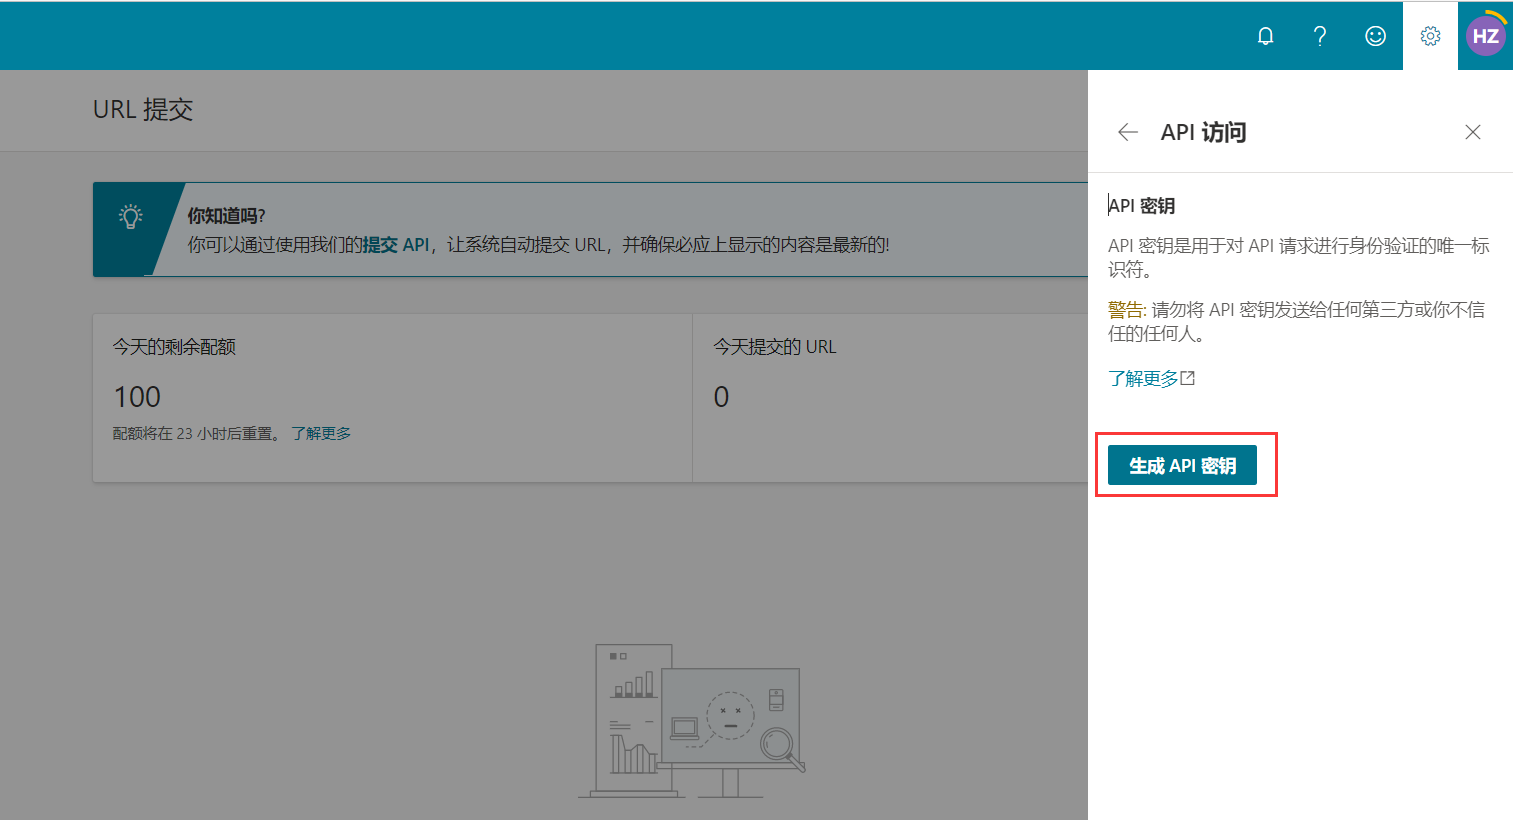 HZ
URL 提交
你知道吗?
你可以通过使用我们的提交 API，让系统自动提交 URL，并确保必应上显示的内容是最新的!
今天的剩余配额
100
配额将在 23 小时后重置。 了解更多
今天提交的 URL
0
API 访问
API 密钥
API 密钥是用于对 API 请求进行身份验证的唯一标
识符。
警告: 请勿将 API 密钥发送给任何第三方或你不信
任的任何人。
了解更多
生成 API 密钥